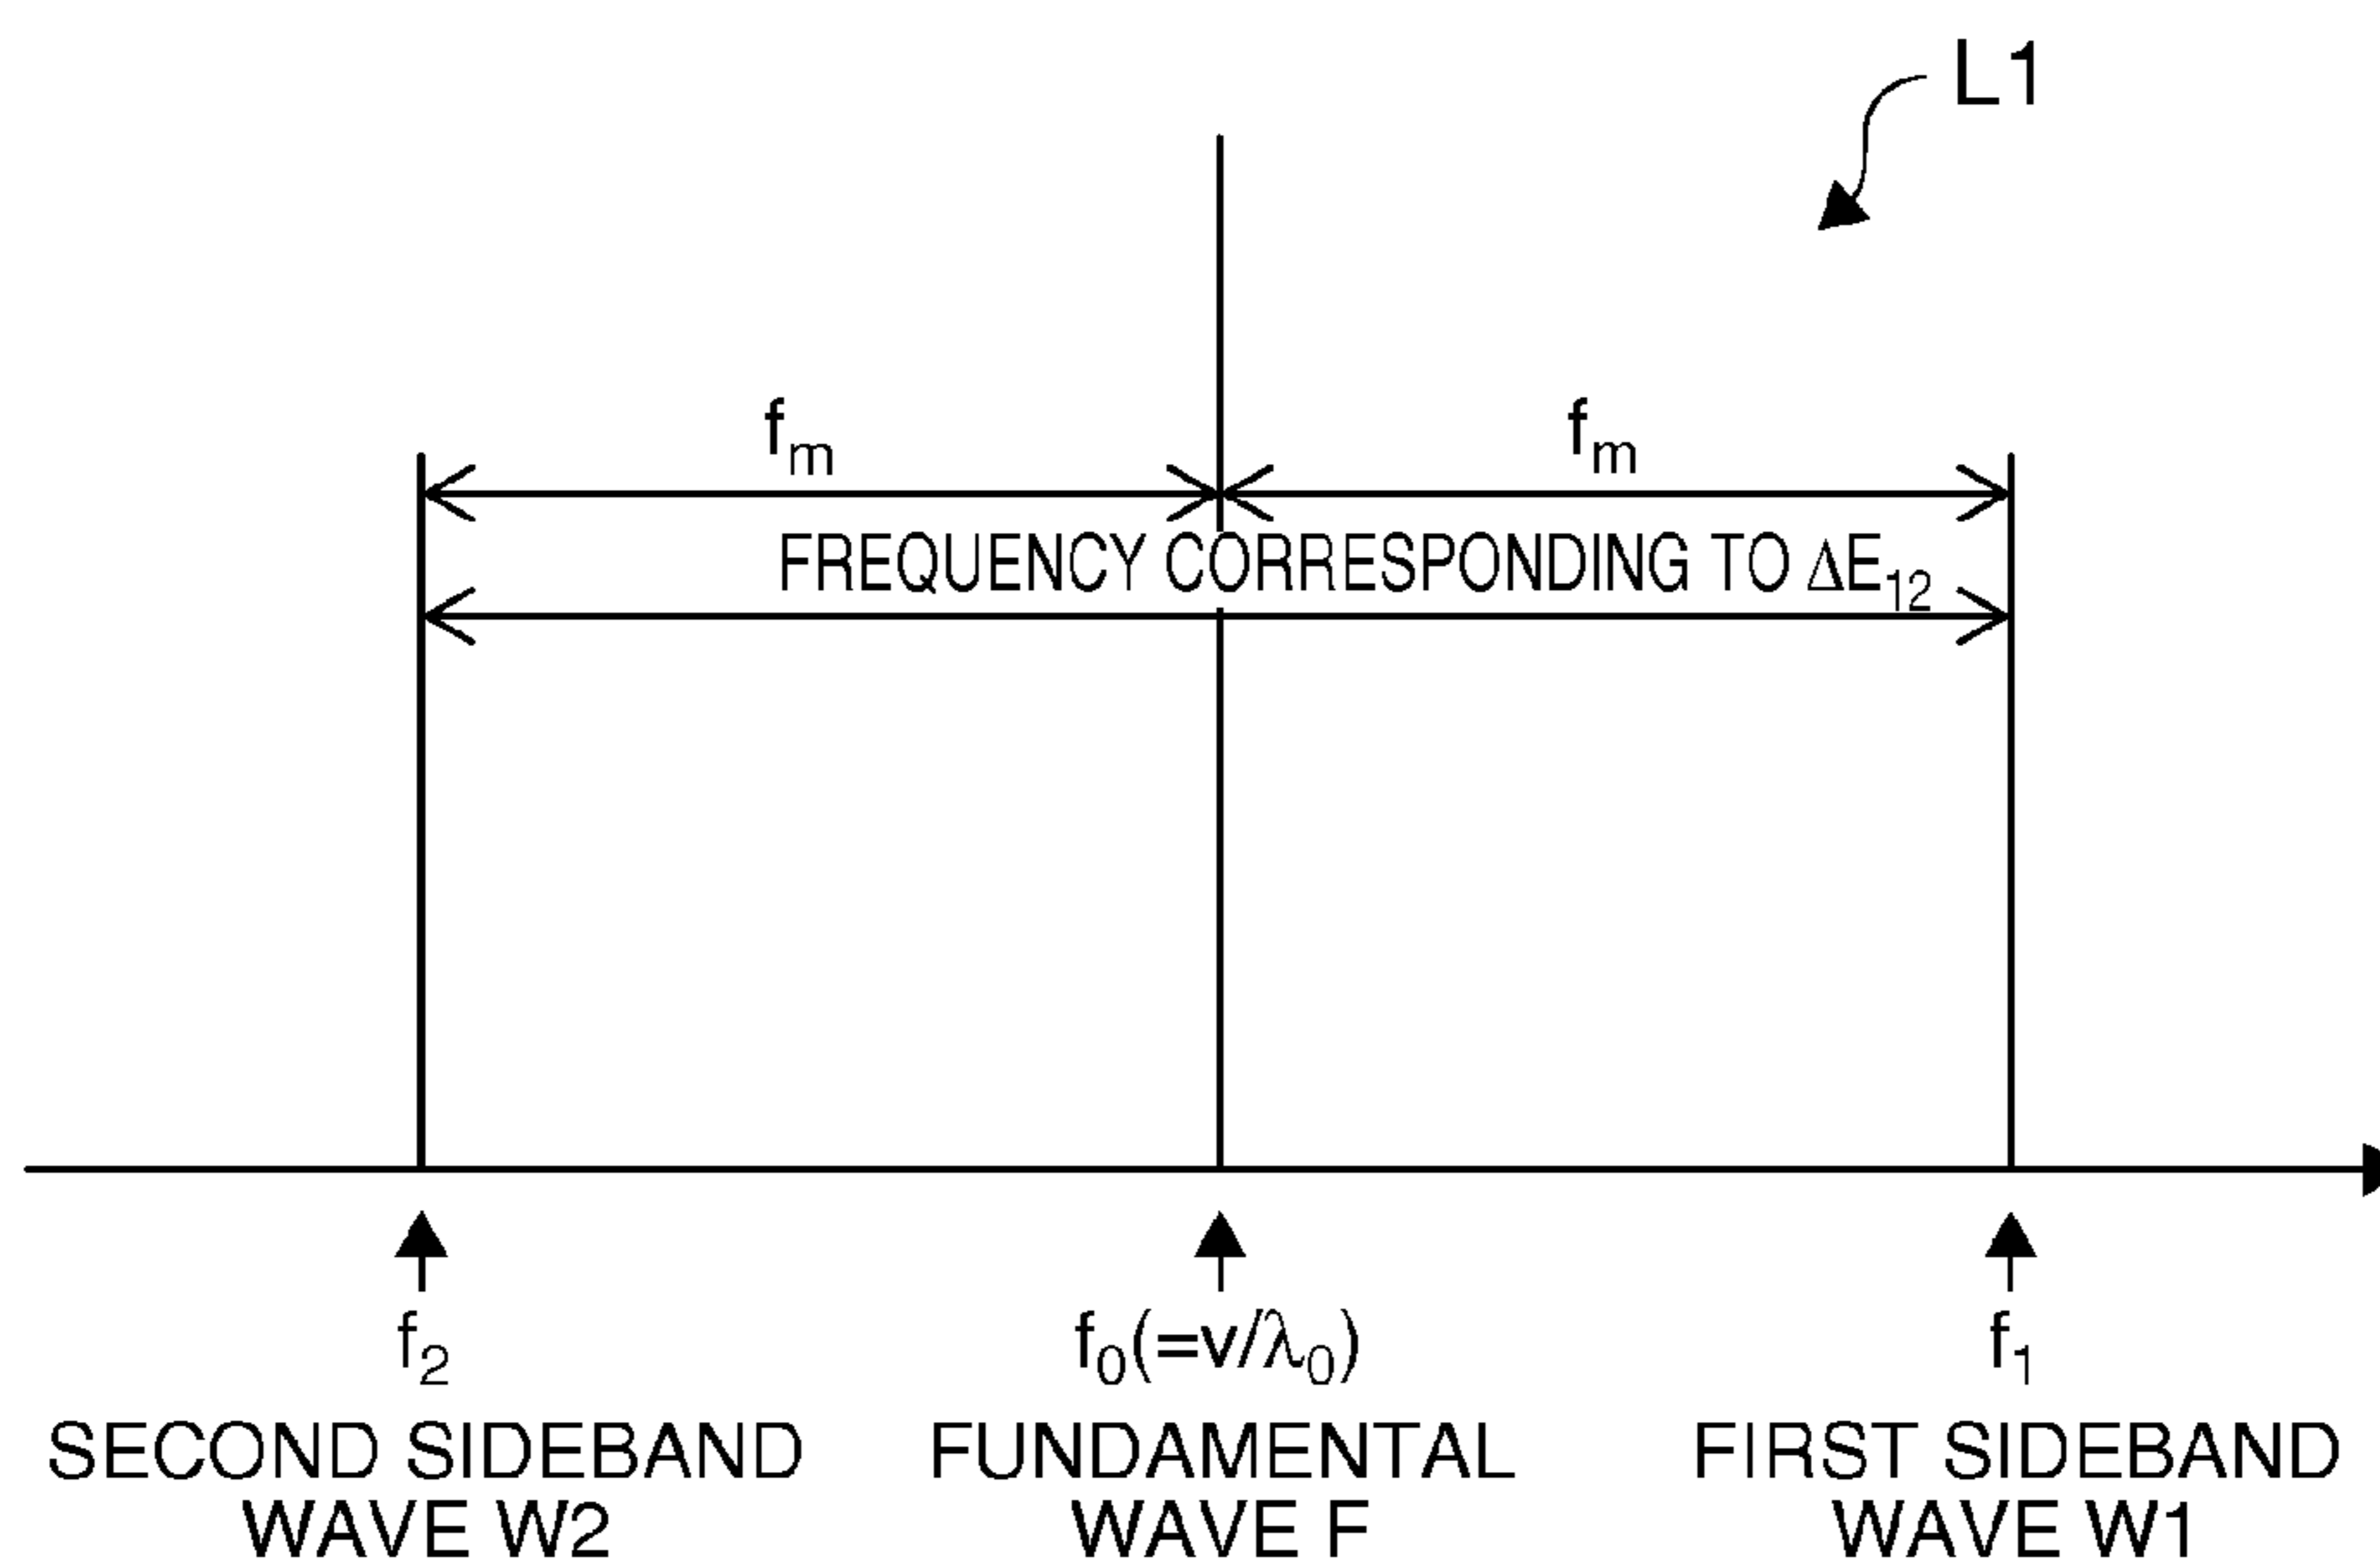 L1
fm fm
FREQUENCY CORRESPONDING TO ΔE12
f2 f0(=v/λ0) f1
SECOND SIDEBAND FUNDAMENTAL FIRST SIDEBAND
WAVE W2 WAVE F WAVE W1